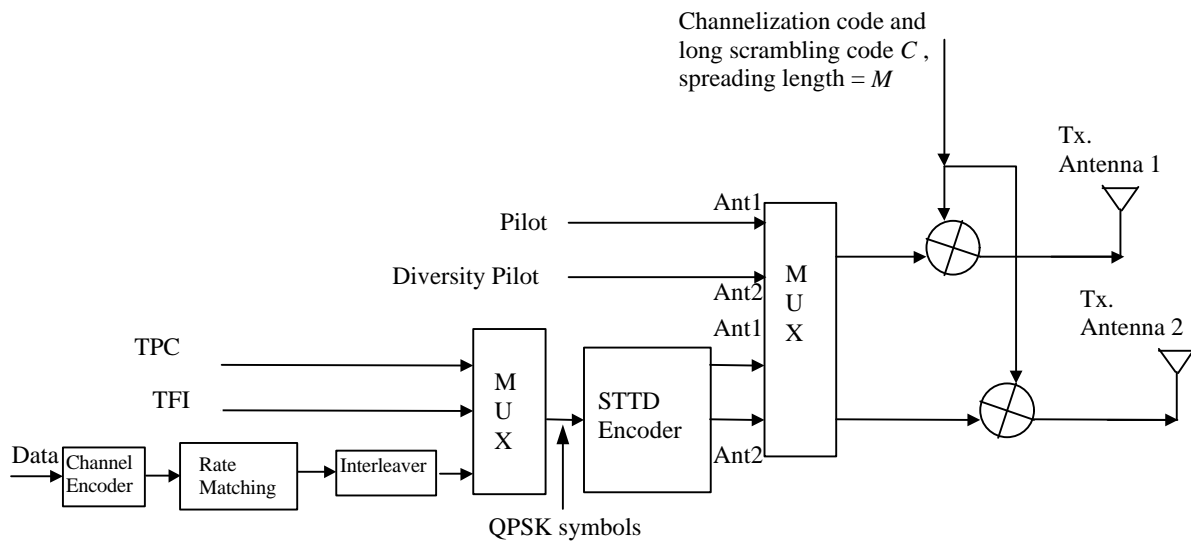 Channelization code and
long scrambling code C ,
spreading length = M
Tx.
Antenna 1
Ant1
Pilot
Diversity Pilot
Ant2
M
U
X
Tx.
Antenna 2
Ant1
TPC
TFI
M
U
X
STTD
Encoder
Ant2
Data
Channel
Encoder
Rate
Matching
Interleaver
QPSK symbols